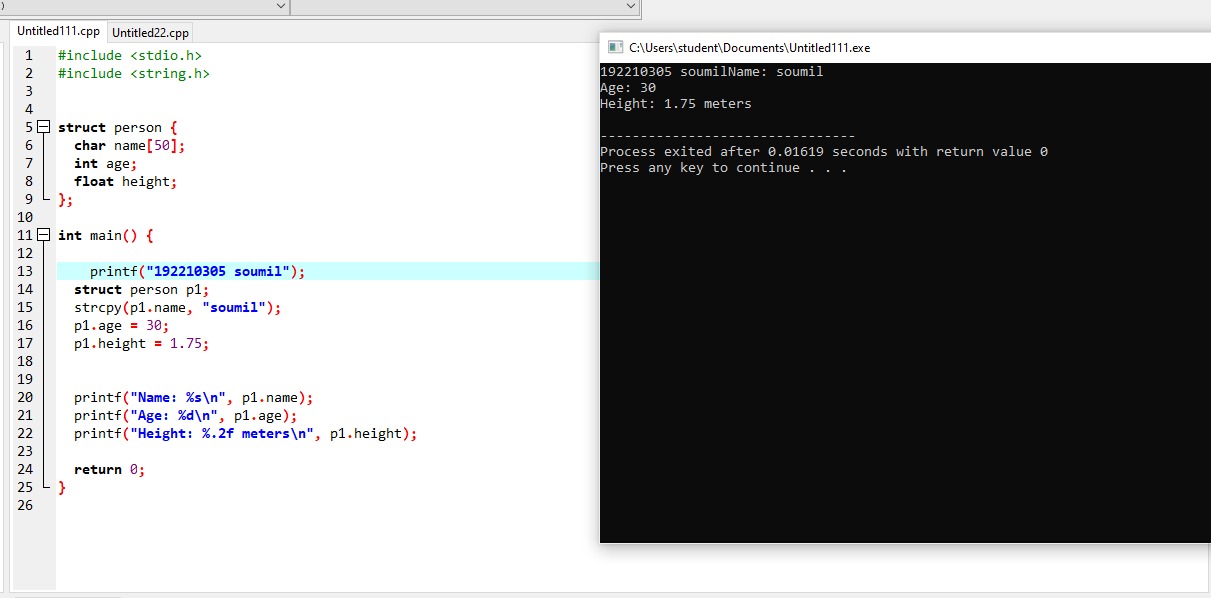 )
Untitled111.cpp Untitled22.cpp
1 #include <stdio.h>
2 #include <string.h>
3
4
5 struct person {
6 char name[50];
7 int age;
8 float height;
9 };
10
11 int main() {
12
13 printf("192210305 soumil");
14 struct person p1;
15 strcpy(p1.name, "soumil");
16 p1.age = 30;
17 p1.height = 1.75;
18
19
20 printf("Name: %s\n", p1.name);
21 printf("Age: %d\n", p1.age);
22 printf("Height: %.2f meters\n", p1.height);
23
24 return 0;
25 }
26
C:\Users\student\Documents\Untitled111.exe
192210305 soumilName: soumil
Age: 30
Height: 1.75 meters
--------------------------------
Process exited after 0.01619 seconds with return value 0
Press any key to continue . . .